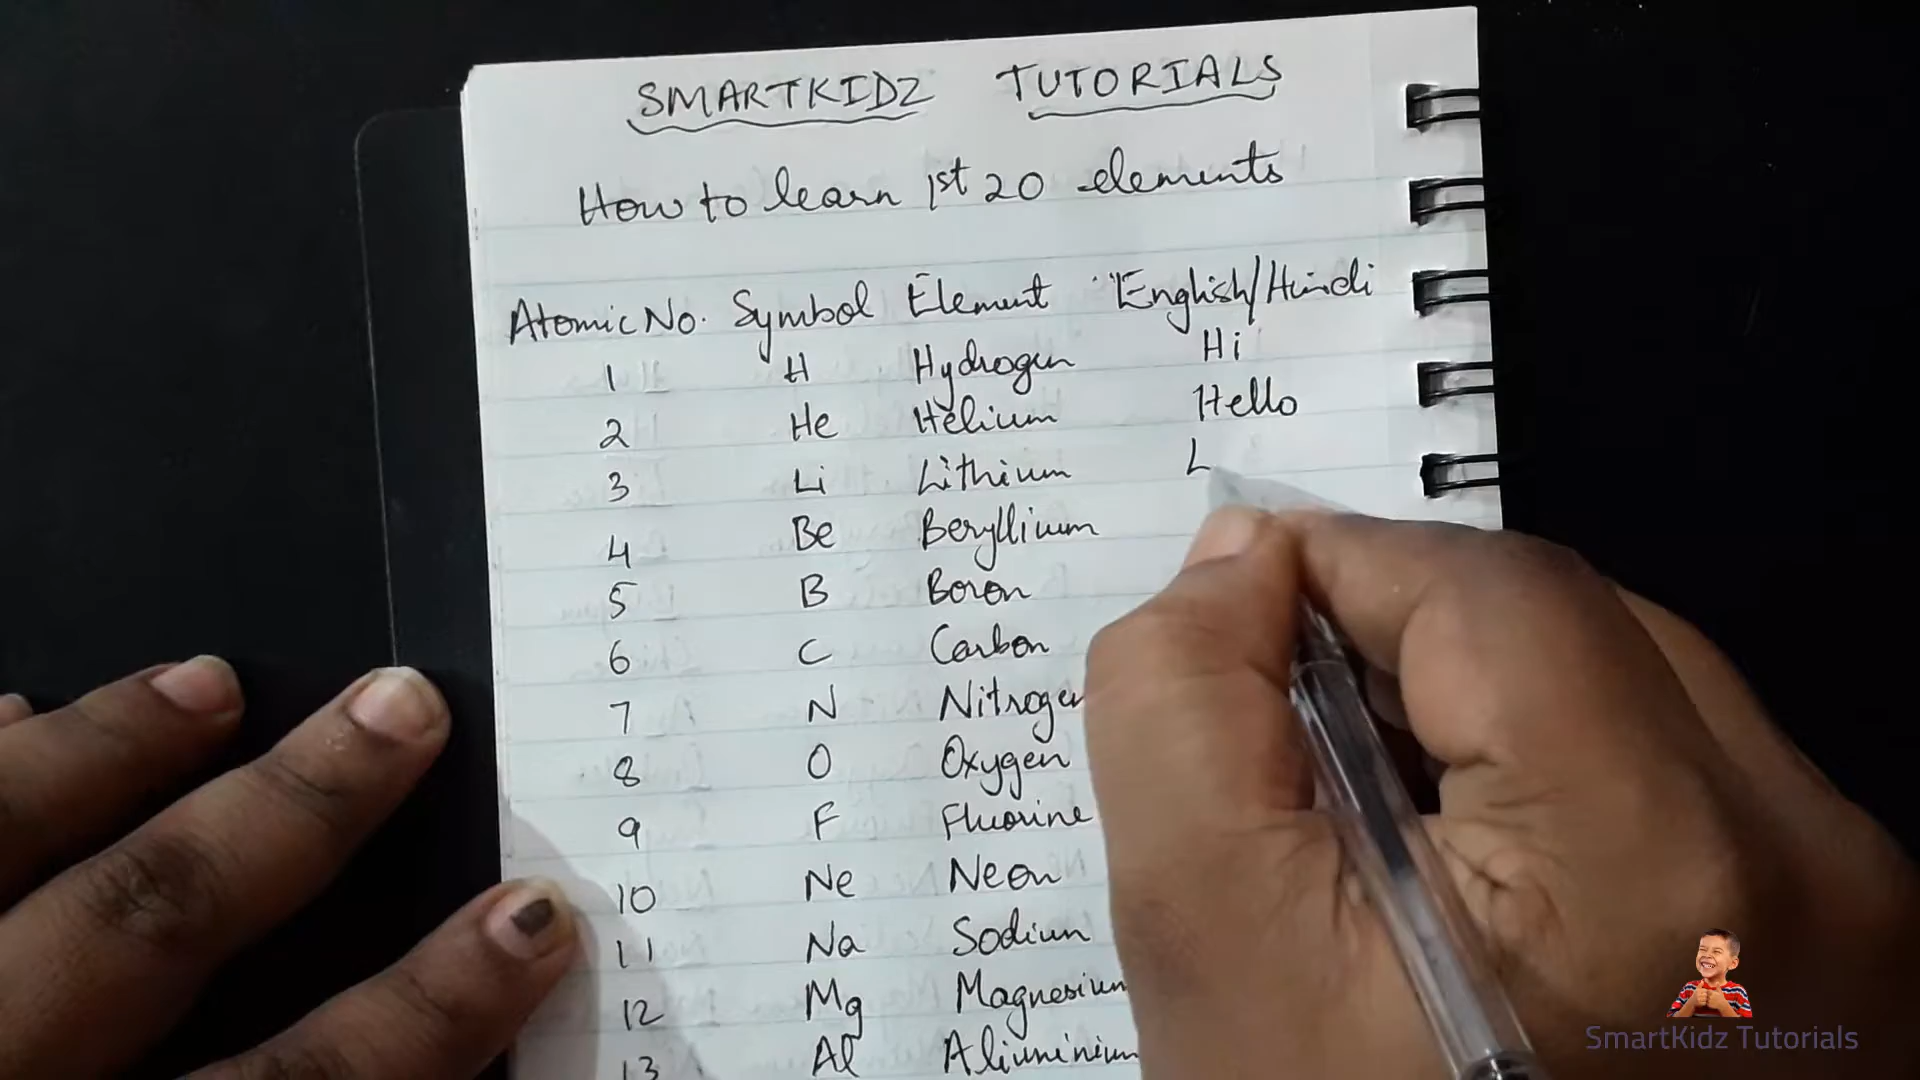 SMARTKIDZ TUTORIALS
How to learn 1st 20 elements
Atomic No. Symbol Element English/Hindi
1 H Hydrogen Hi
2 He Helium Hello
3 Li Lithium L
4 Be Beryllium
5 B Boron
6 C Carbon
7 N Nitrogen
8 O Oxygen
9 F Fluorine
10 Ne Neon
11 Na Sodium
12 Mg Magnesium
13 Al Aliuminium
SmartKidz Tutorials